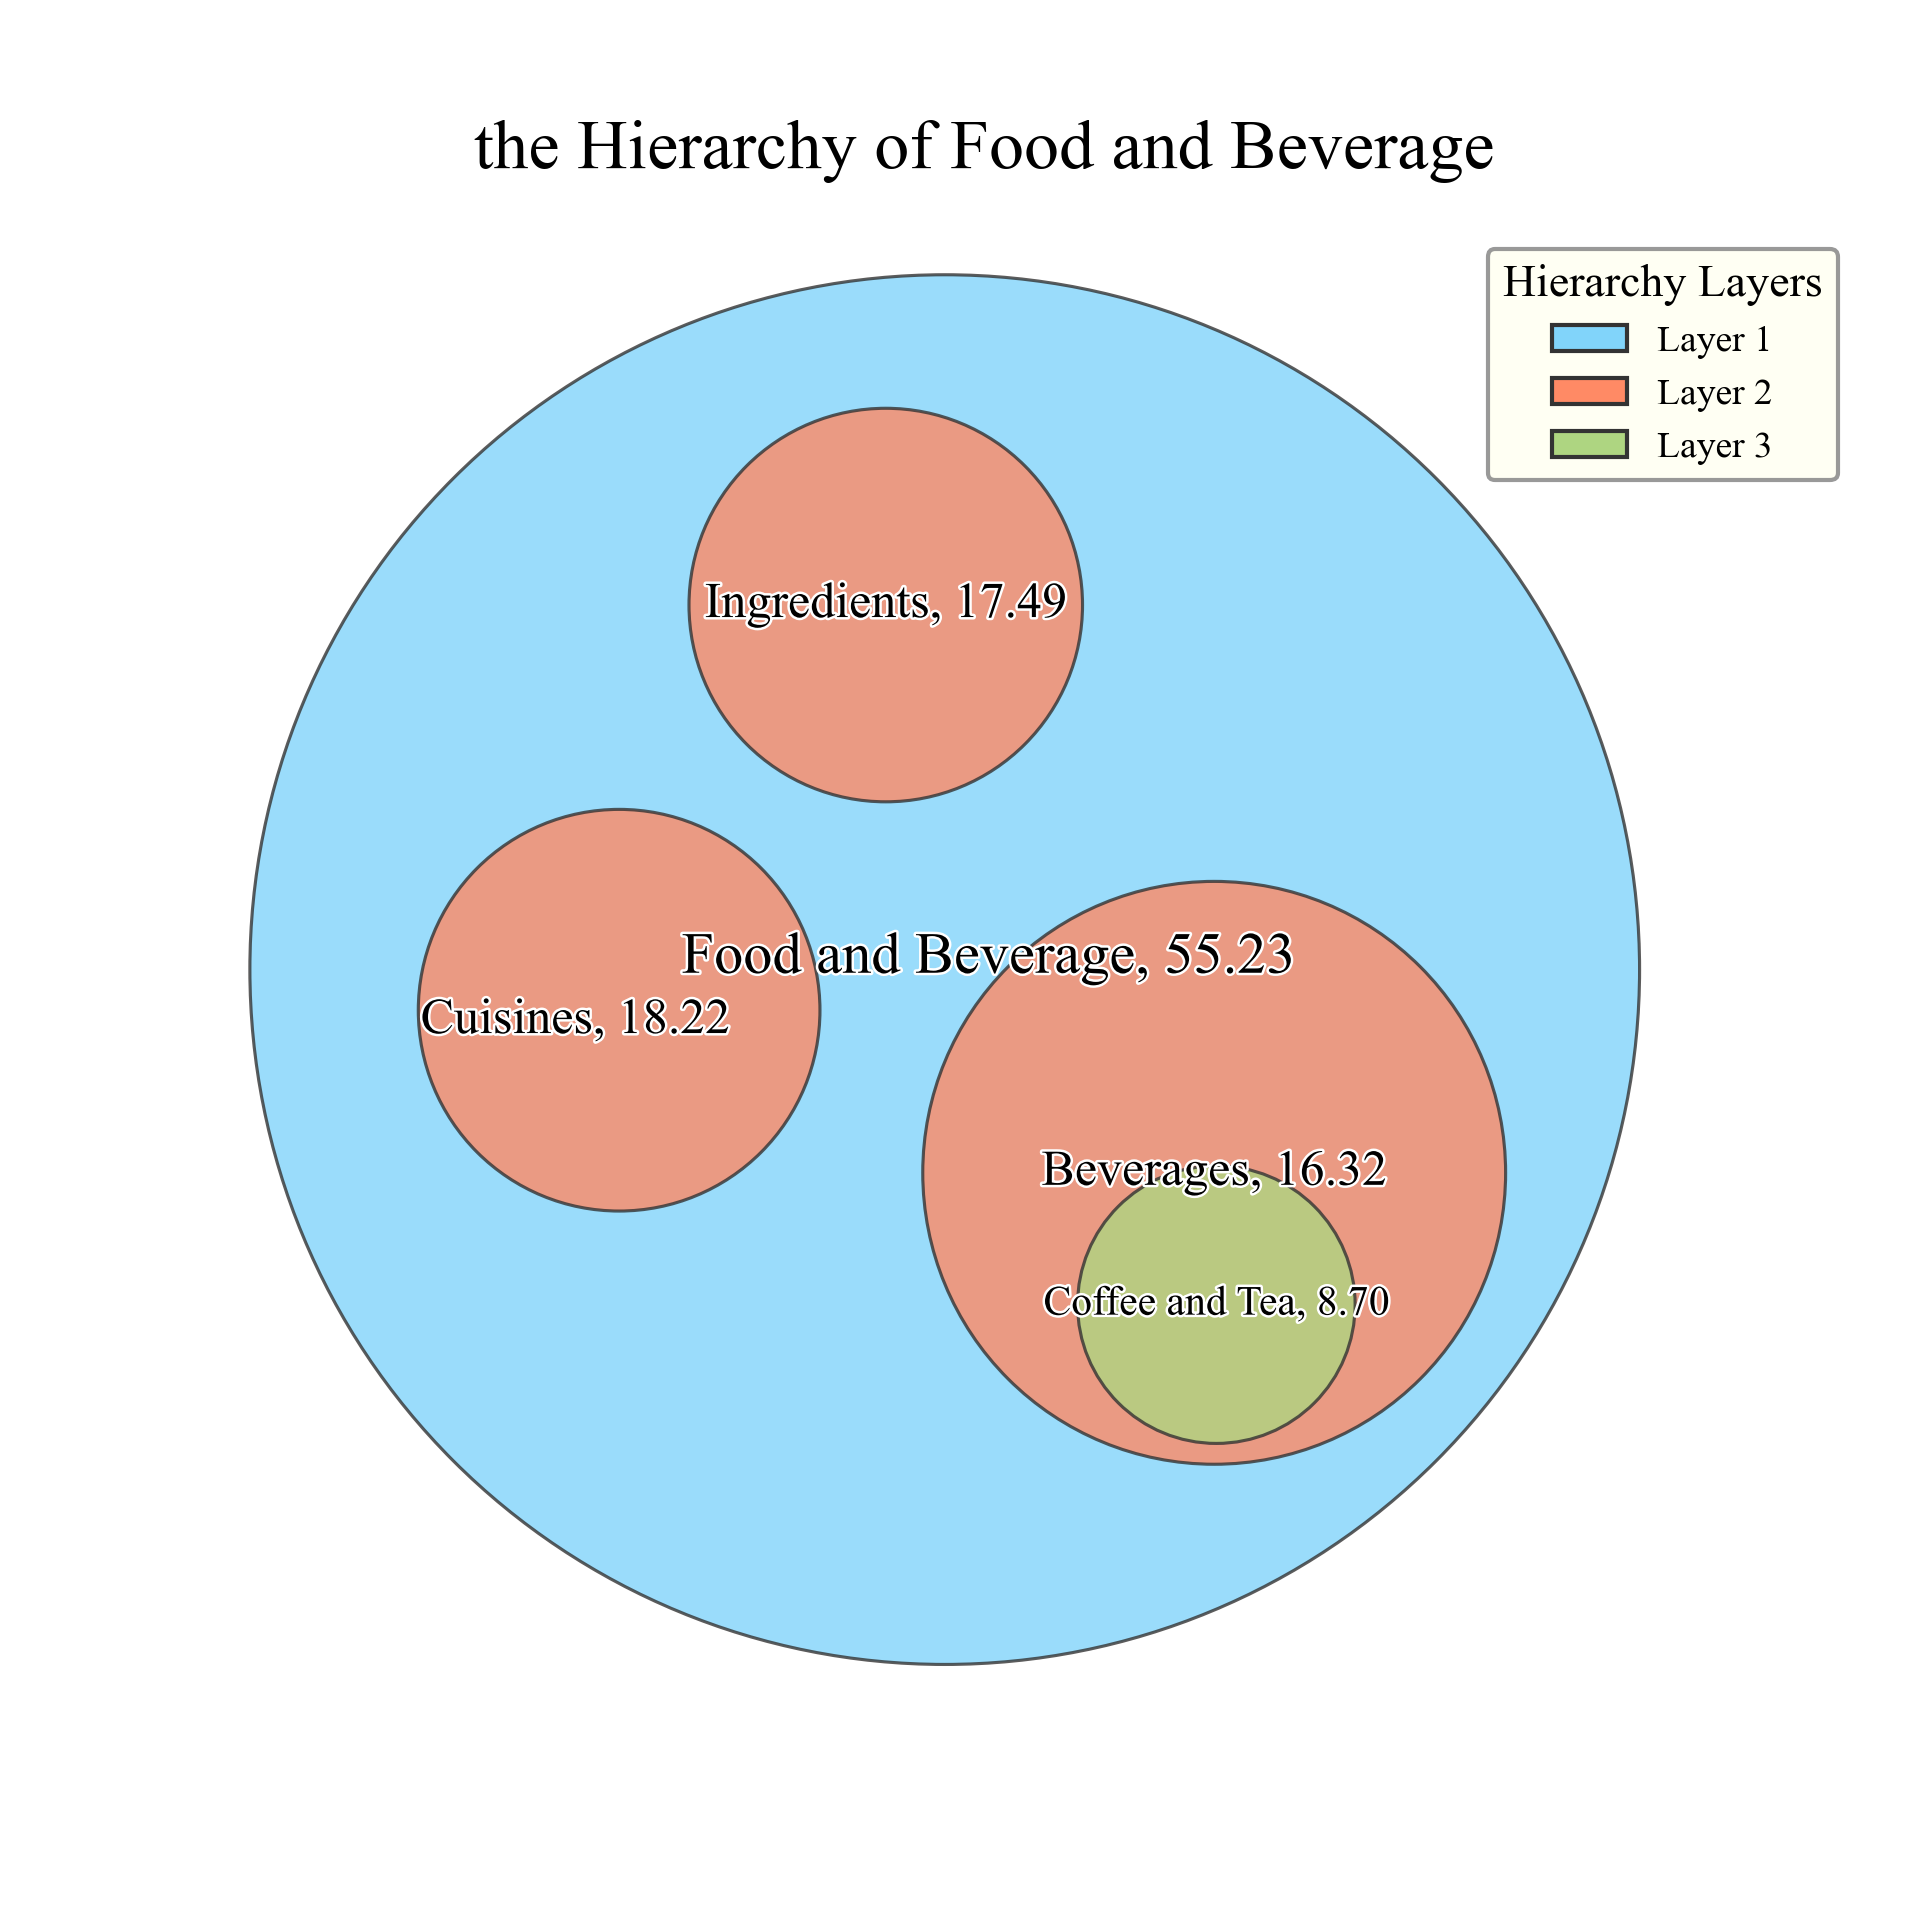 the Hierarchy of Food and Beverage
Hierarchy Layers
Layer 1
Layer 2
Layer 3
Ingredients, 17.49
Food and Beverage, 55.23
Cuisines, 18.22
Beverages, 16.32
Coffee and Tea, 8.70